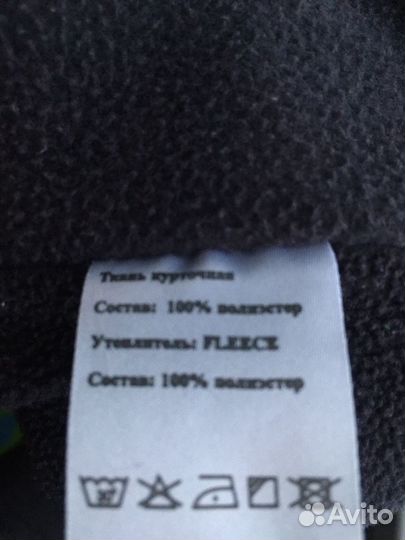 Ткань курточная
Состав: 100% полиэстер
Утеплитель: FLEECE
Состав: 100% полиэстер
Avito